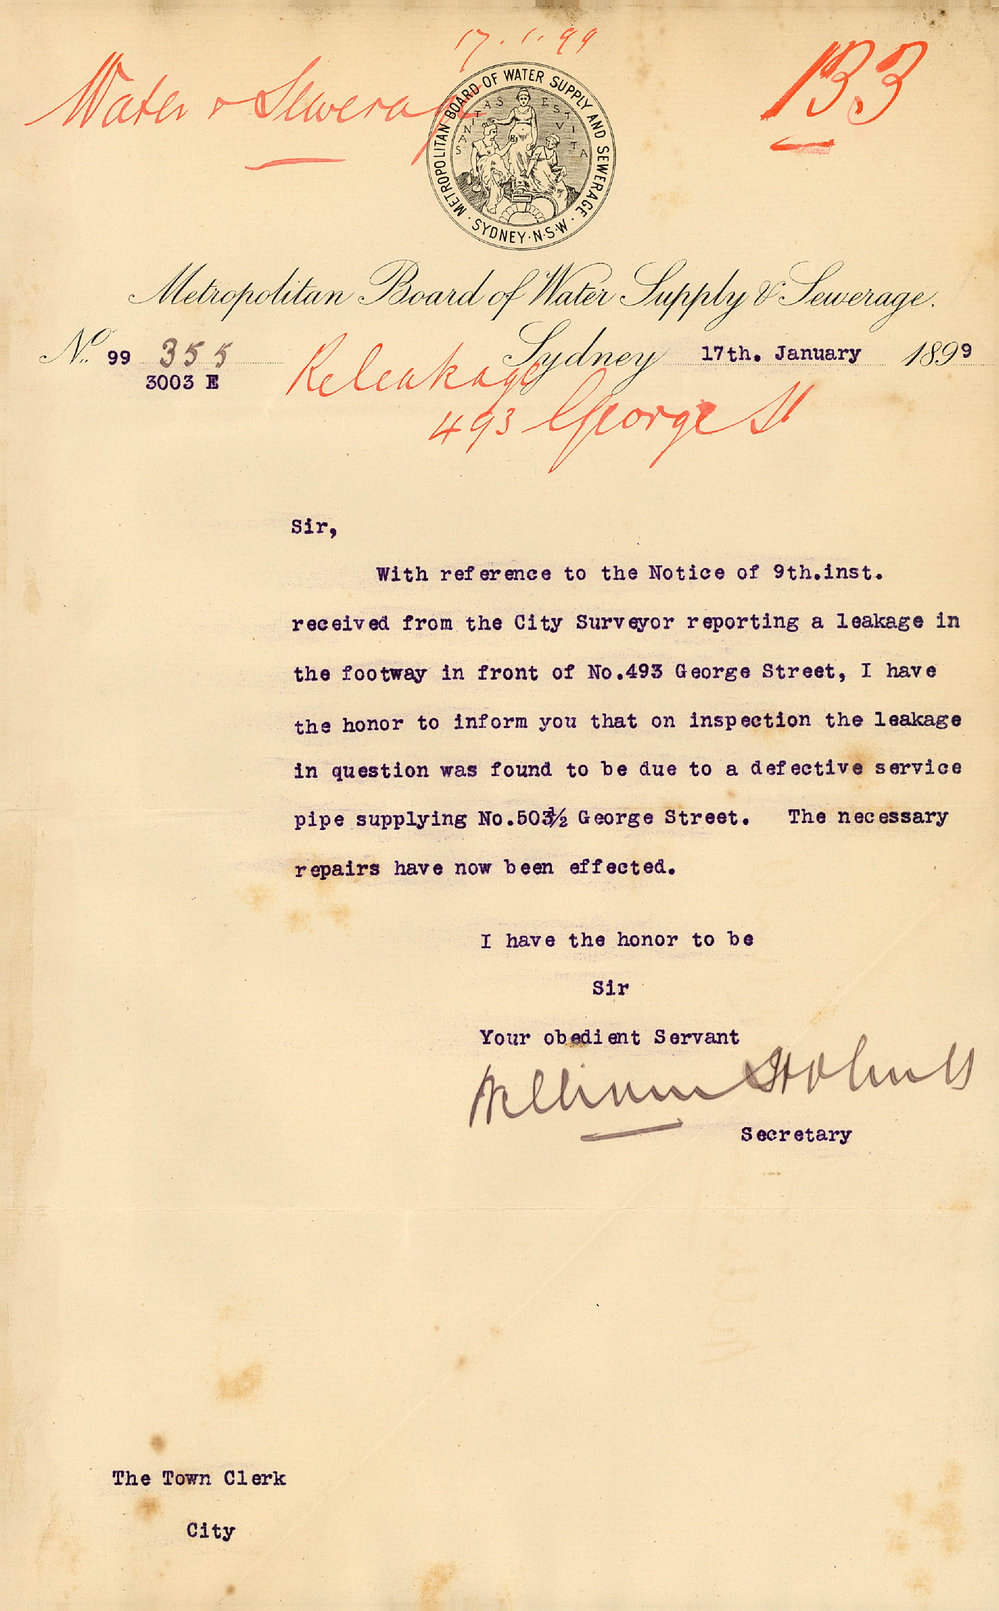 17.1.99
Water & Sewerage
133
METROPOLITAN BOARD OF WATER SUPPLY AND SEWERAGE.
SANITAS EST VITA
· SYDNEY · N·S·W ·
Metropolitan Board of Water Supply & Sewerage.
No. 99 355
3003 E
Sydney 17th. January 1899
Re leakage
493 George St
Sir,
With reference to the Notice of 9th.inst.
received from the City Surveyor reporting a leakage in
the footway in front of No.493 George Street, I have
the honor to inform you that on inspection the leakage
in question was found to be due to a defective service
pipe supplying No.503½ George Street. The necessary
repairs have now been effected.
I have the honor to be
Sir
Your obedient Servant
William Holmes
Secretary
The Town Clerk
City